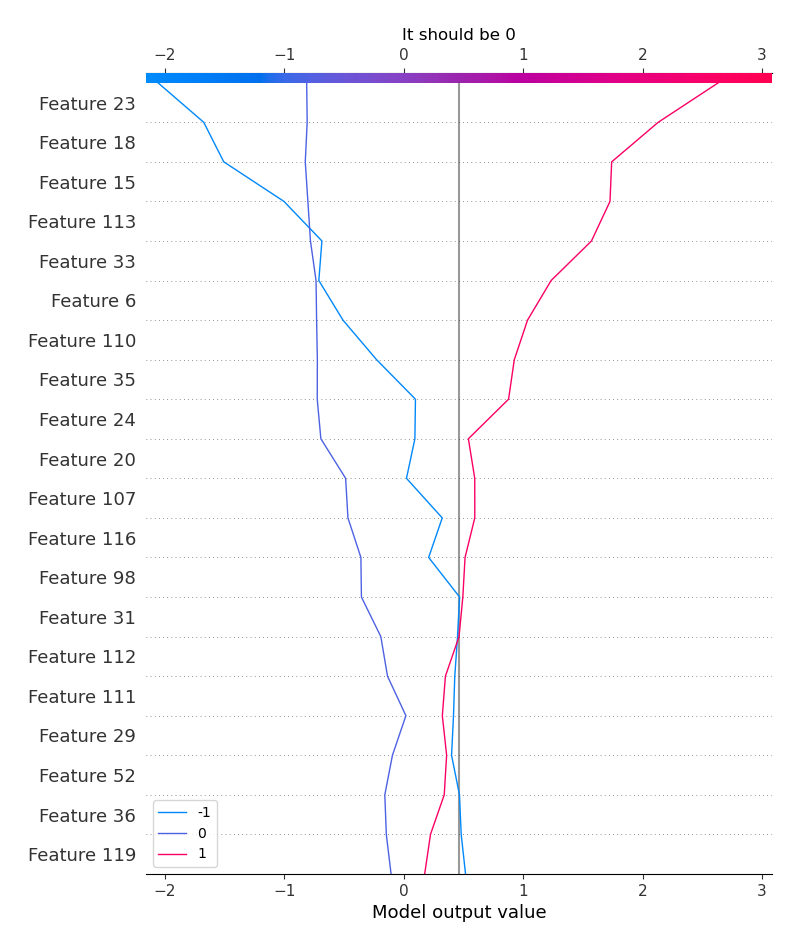 It should be 0
−2 −1 0 1 2 3
Feature 23
Feature 18
Feature 15
Feature 113
Feature 33
Feature 6
Feature 110
Feature 35
Feature 24
Feature 20
Feature 107
Feature 116
Feature 98
Feature 31
Feature 112
Feature 111
Feature 29
Feature 52
Feature 36
Feature 119
-1
0
1
−2 −1 0 1 2 3
Model output value